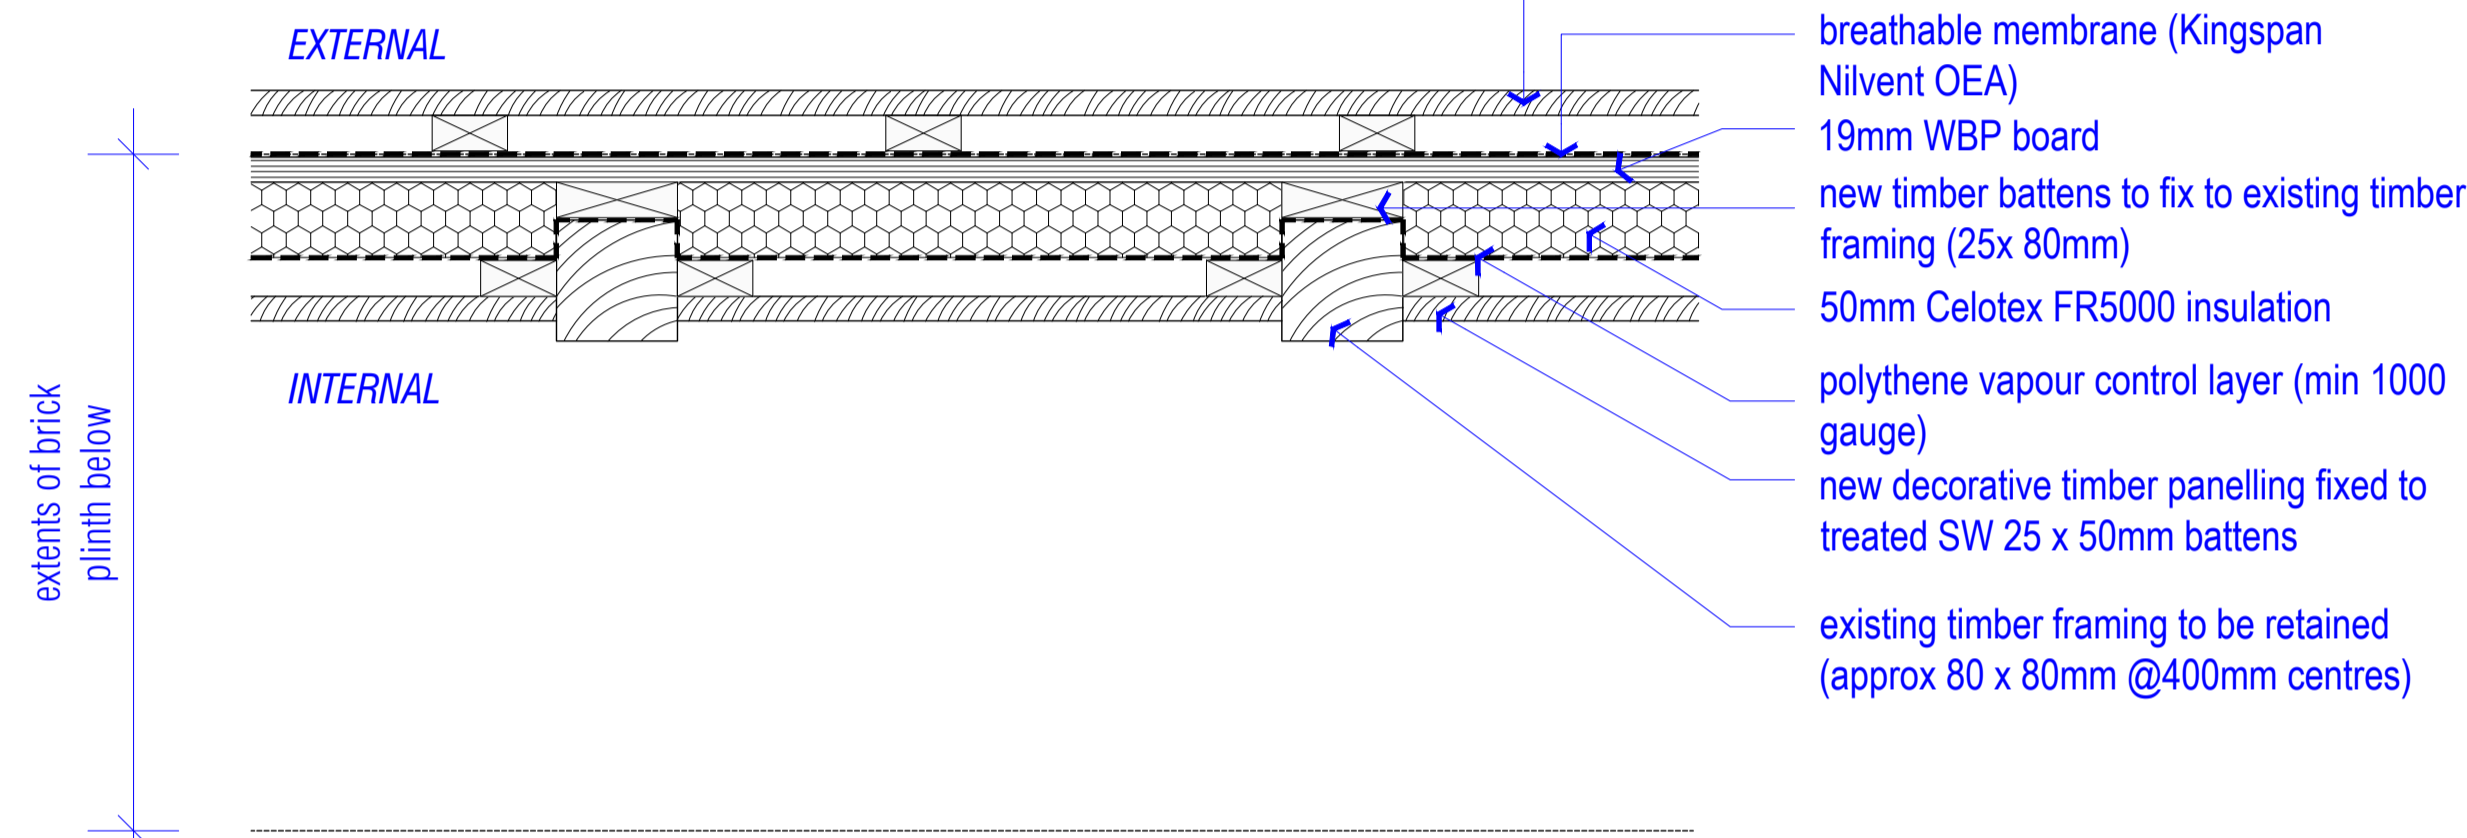 EXTERNAL
breathable membrane (Kingspan
Nilvent OEA)
19mm WBP board
new timber battens to fix to existing timber
framing (25x 80mm)
50mm Celotex FR5000 insulation
INTERNAL
polythene vapour control layer (min 1000
gauge)
new decorative timber panelling fixed to
treated SW 25 x 50mm battens
existing timber framing to be retained
(approx 80 x 80mm @400mm centres)
extents of brick
plinth below